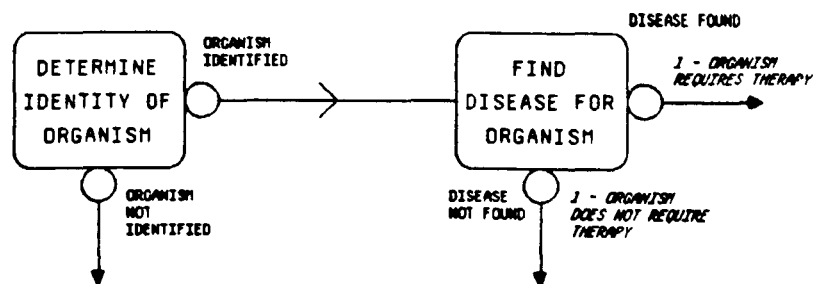 DETERMINE
IDENTITY OF
ORGANISM
ORGANISM
IDENTIFIED
ORGANISM
NOT
IDENTIFIED
FIND
DISEASE FOR
ORGANISM
DISEASE FOUND
1 - ORGANISM
REQUIRES THERAPY
DISEASE
NOT FOUND
1 - ORGANISM
DOES NOT REQUIRE
THERAPY